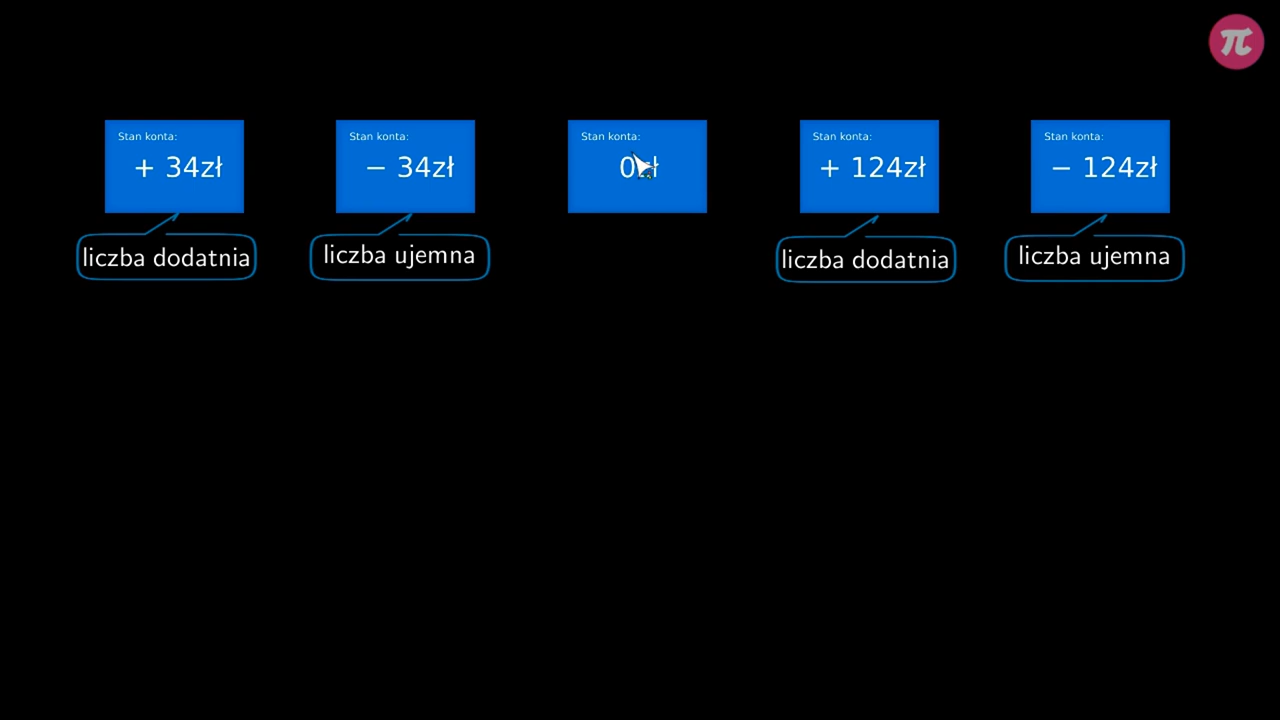 Stan konta:
+ 34zł
liczba dodatnia
Stan konta:
− 34zł
liczba ujemna
Stan konta:
0zł
Stan konta:
+ 124zł
liczba dodatnia
Stan konta:
− 124zł
liczba ujemna
π